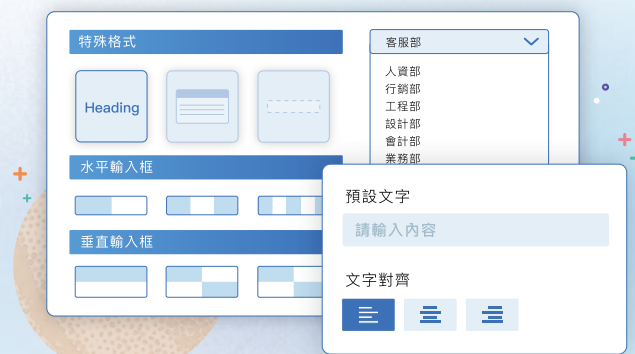 特殊格式
Heading
水平輸入框
垂直輸入框
客服部
人資部
行銷部
工程部
設計部
會計部
業務部
預設文字
請輸入內容
文字對齊